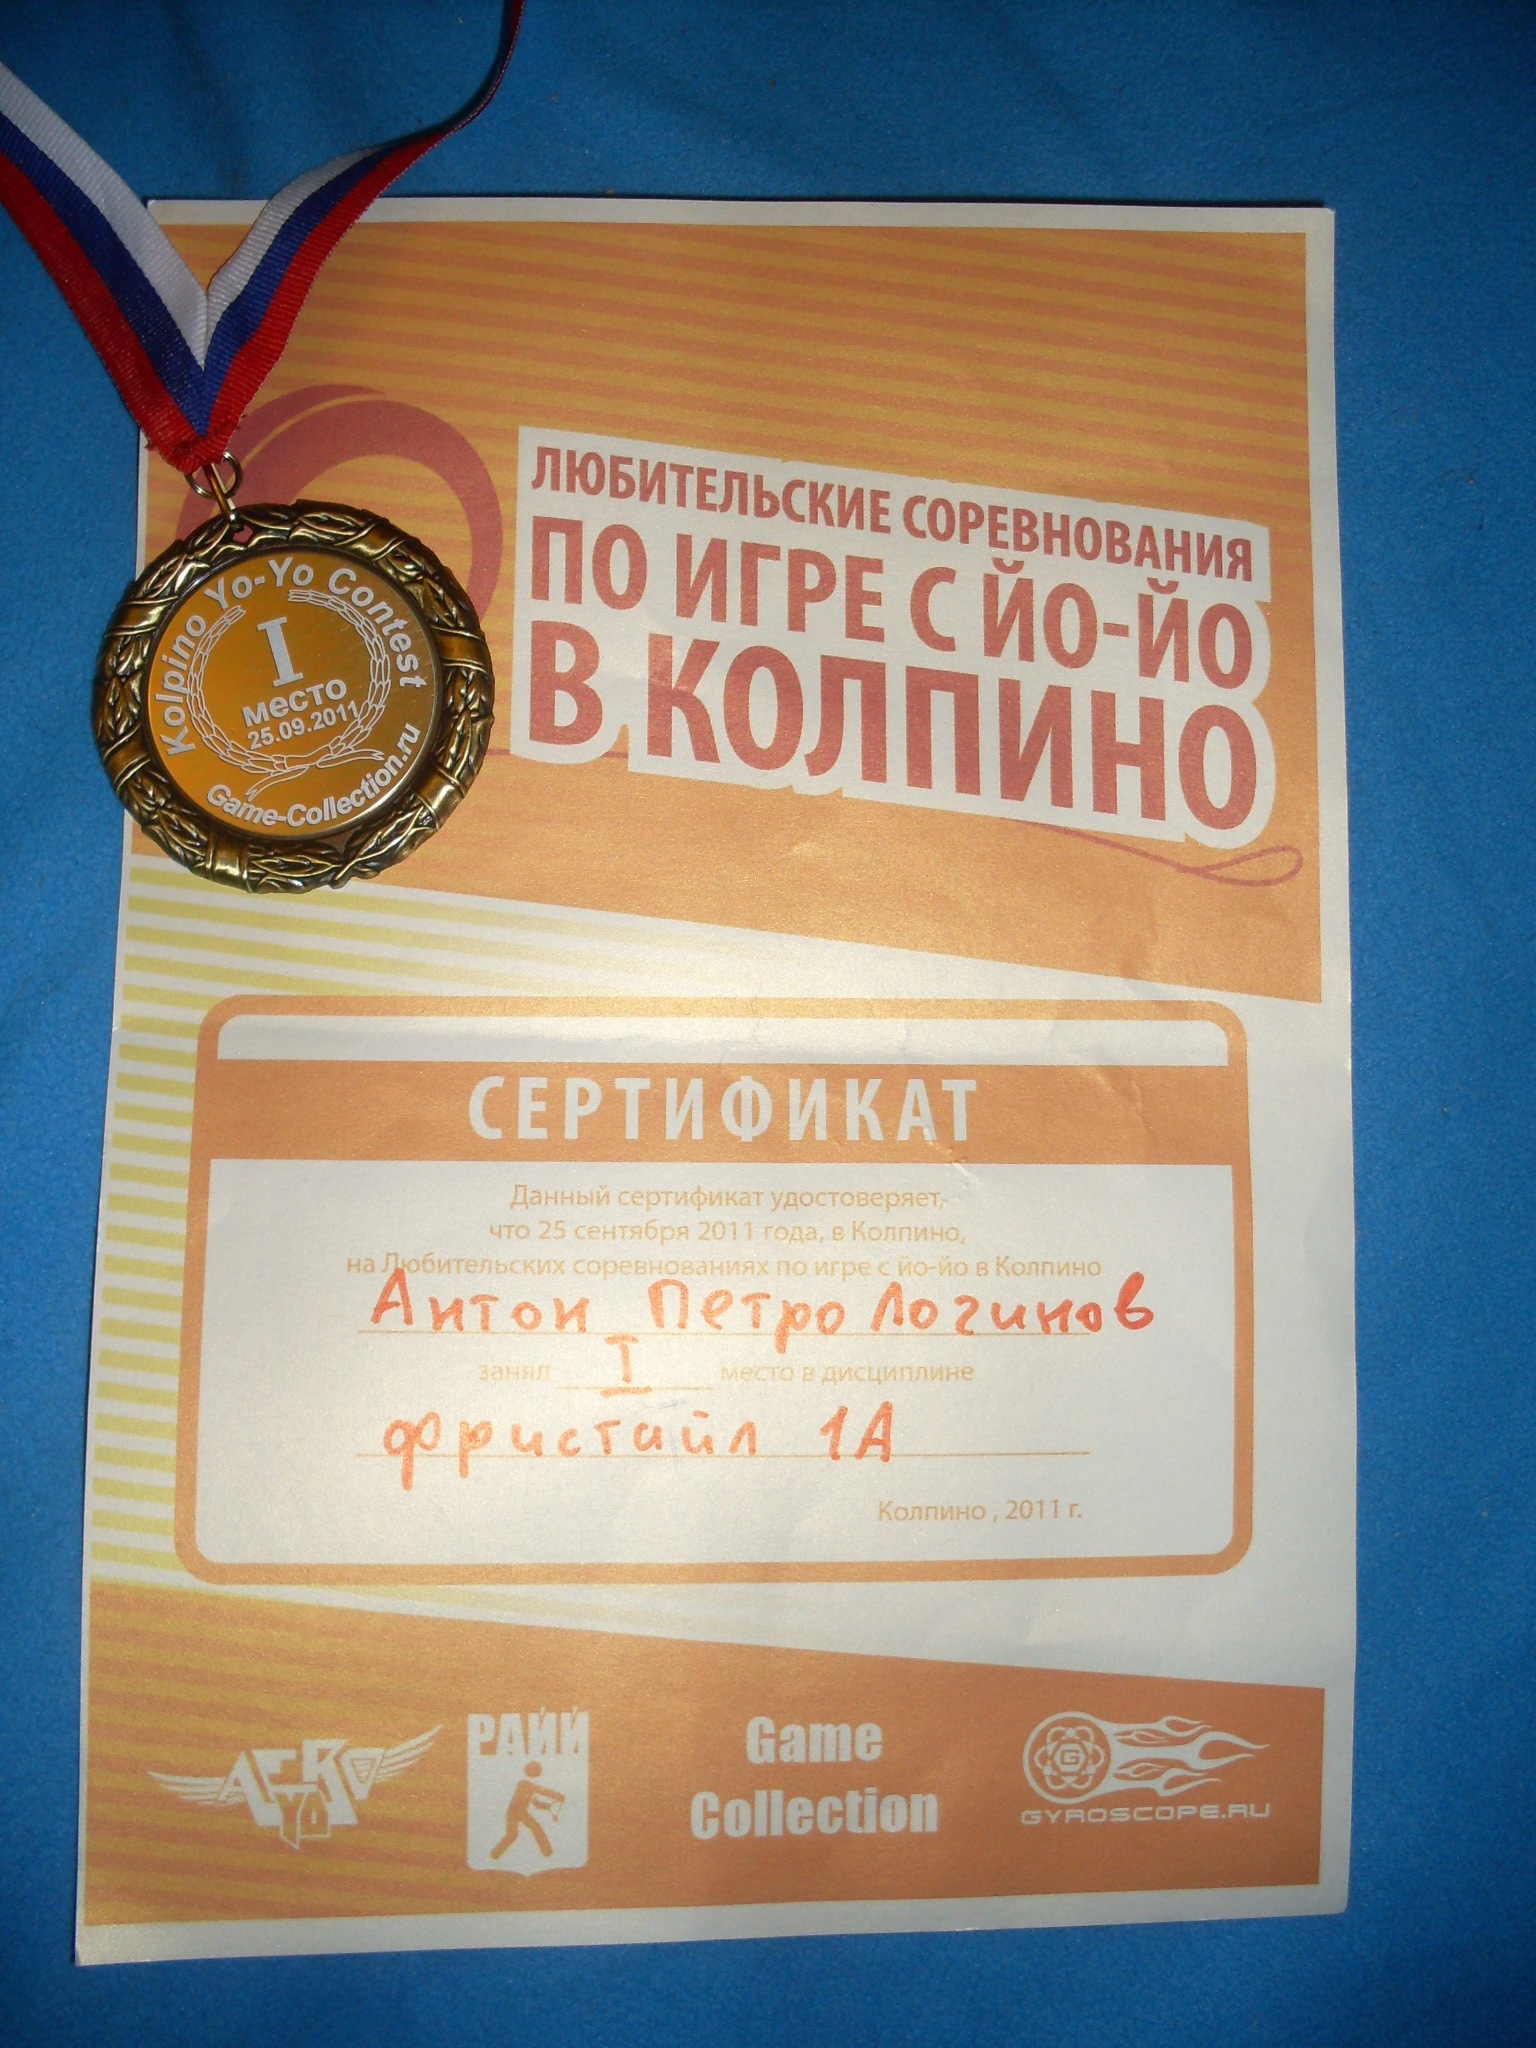 Kolpino Yo-Yo Contest
I
место
25.09.2011
Game-Collection.ru
ЛЮБИТЕЛЬСКИЕ СОРЕВНОВАНИЯ
ПО ИГРЕ С ЙО-ЙО
В КОЛПИНО
СЕРТИФИКАТ
Данный сертификат удостоверяет,
что 25 сентября 2011 года, в Колпино,
на Любительских соревнованиях по игре с йо-йо в Колпино
Антон Петро Логинов
занял I место в дисциплине
фристайл 1А
Колпино , 2011 г.
AERO
YO
РАЙЙ
Game
Collection
G
GYROSCOPE.RU